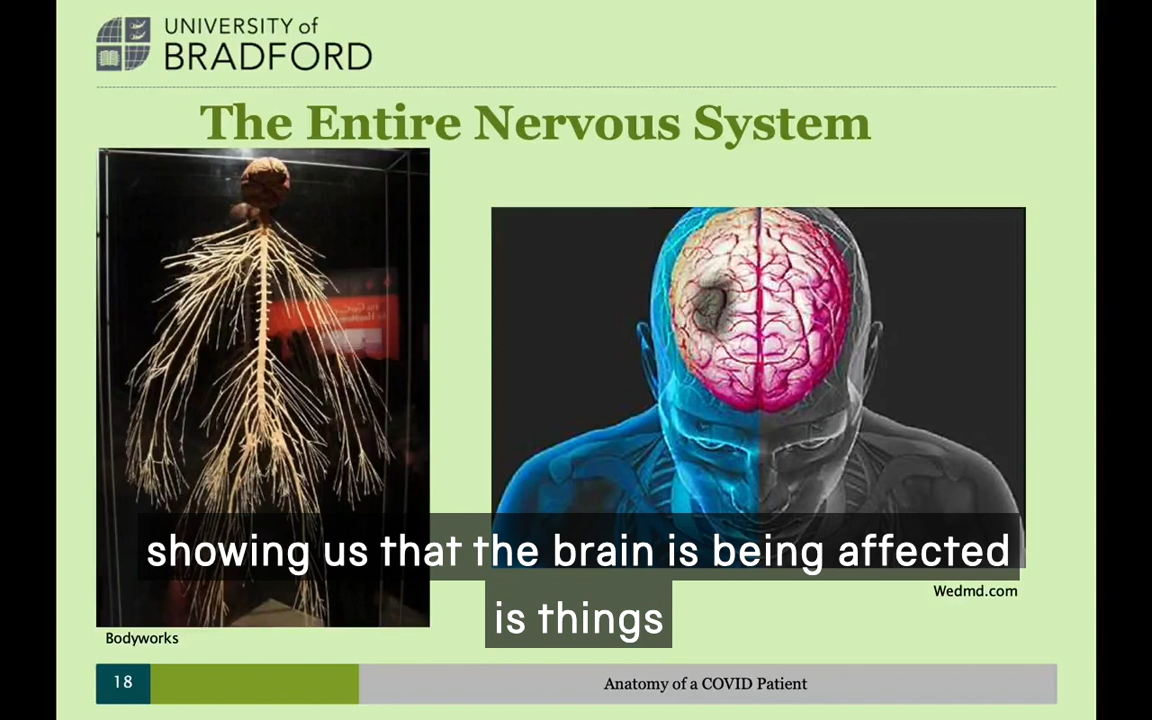 UNIVERSITY of
BRADFORD
The Entire Nervous System
showing us that the brain is being affected
is things
Wedmd.com
Bodyworks
18
Anatomy of a COVID Patient